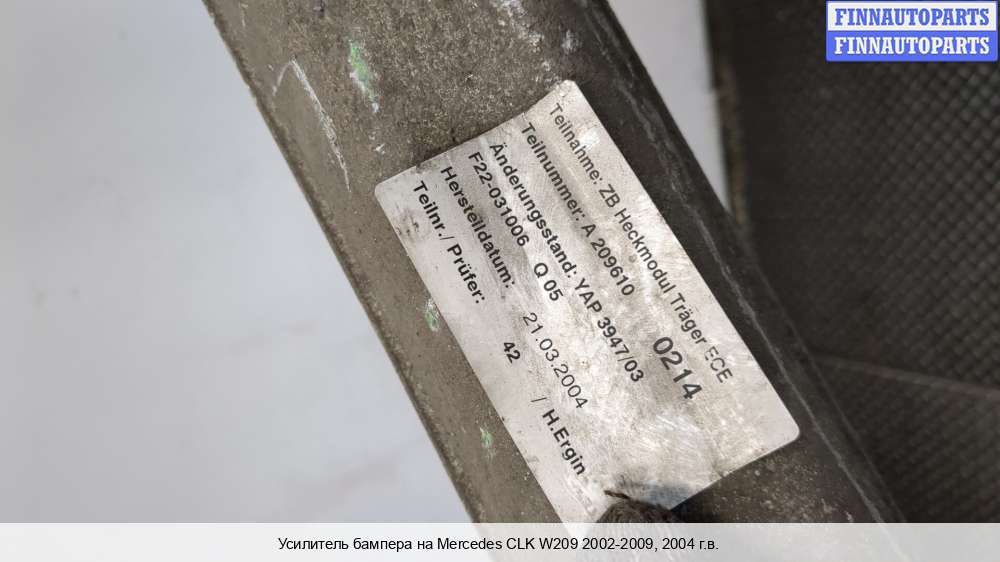 FINNAUTOPARTS
FINNAUTOPARTS
Teilnahme: ZB Heckmodul Träger ECE
Teilnummer: A 209610 0214
Änderungsstand: YAP 3947/03
F22-031006 Q 05
Herstelldatum: 21.03.2004
Teilnr./ Prüfer: 42 / H.Ergin
Усилитель бампера на Mercedes CLK W209 2002-2009, 2004 г.в.